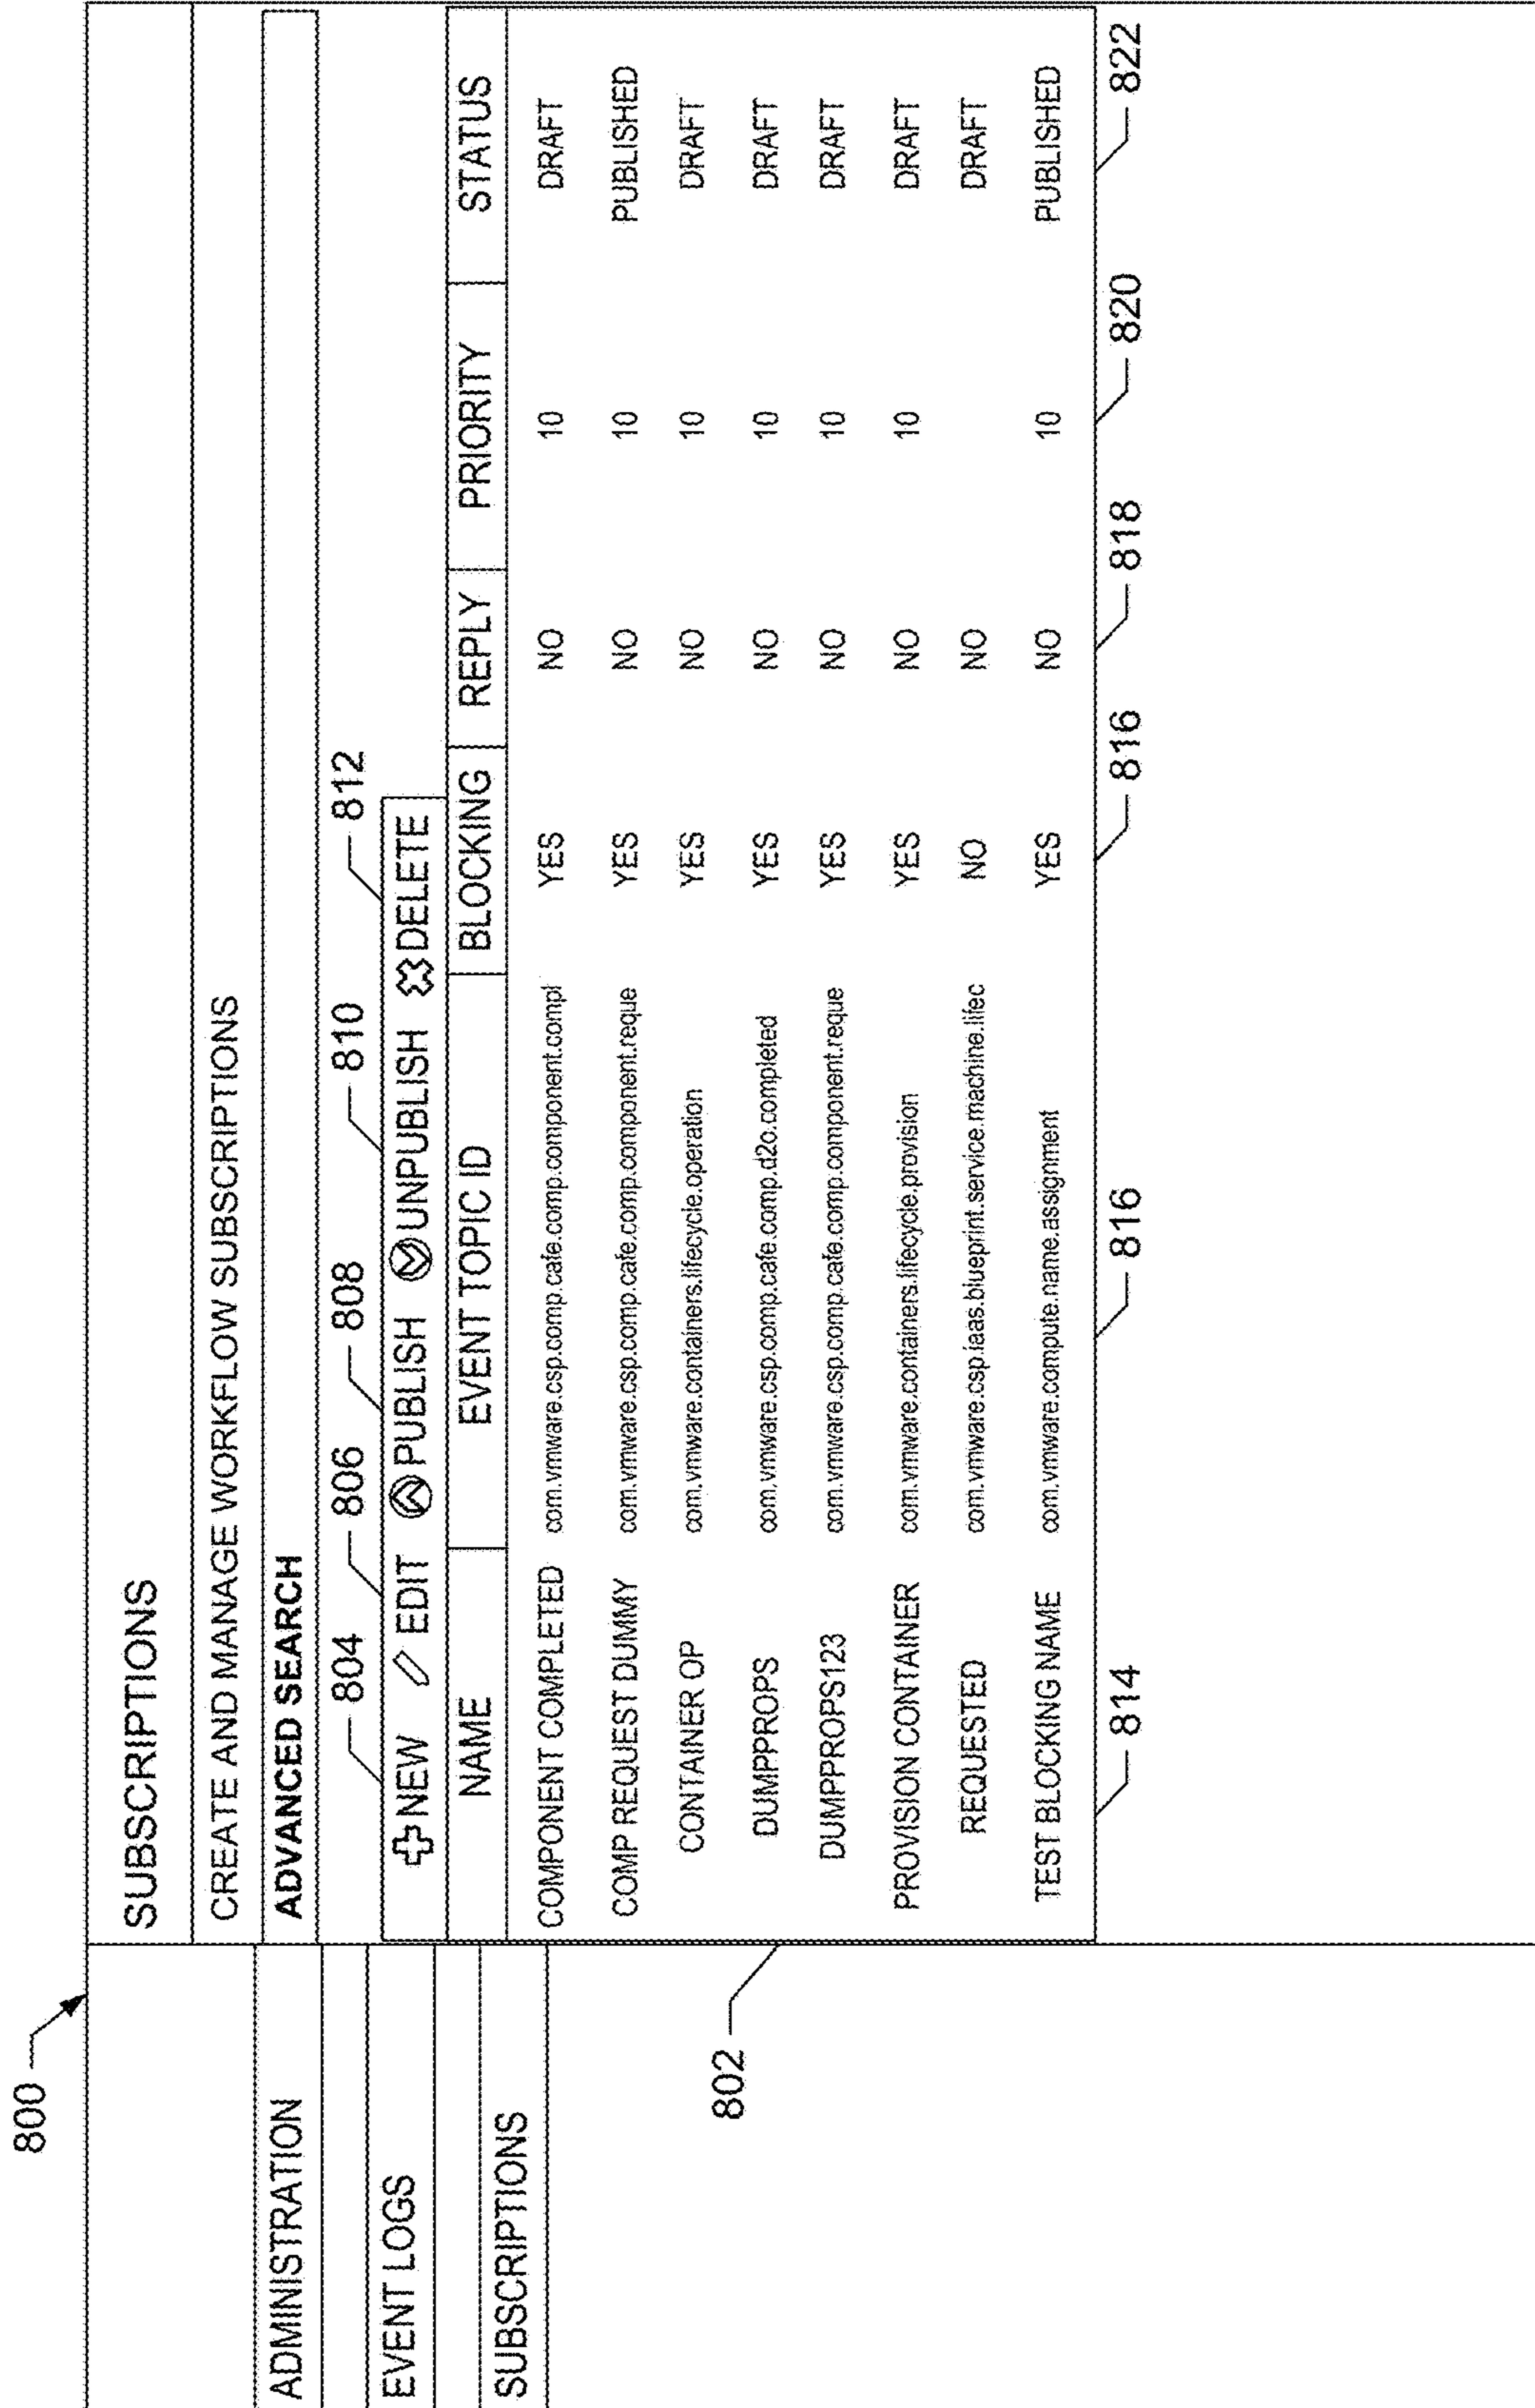 800
SUBSCRIPTIONS
CREATE AND MANAGE WORKFLOW SUBSCRIPTIONS
ADMINISTRATION
ADVANCED SEARCH
804 806 808 810 812
EVENT LOGS
NEW EDIT PUBLISH UNPUBLISH DELETE
NAME EVENT TOPIC ID BLOCKING REPLY PRIORITY STATUS
SUBSCRIPTIONS
COMPONENT COMPLETED com.vmware.csp.comp.cafe.comp.component.compl YES NO 10 DRAFT
COMP REQUEST DUMMY com.vmware.csp.comp.cafe.comp.component.reque YES NO 10 PUBLISHED
CONTAINER OP com.vmware.containers.lifecycle.operation YES NO 10 DRAFT
802
DUMPPROPS com.vmware.csp.comp.cafe.comp.d2o.completed YES NO 10 DRAFT
DUMPPROPS123 com.vmware.csp.comp.cafe.comp.component.reque YES NO 10 DRAFT
PROVISION CONTAINER com.vmware.containers.lifecycle.provision YES NO 10 DRAFT
REQUESTED com.vmware.csp.iaas.blueprint.service.machine.lifec NO NO DRAFT
TEST BLOCKING NAME com.vmware.compute.name.assignment YES NO 10 PUBLISHED
814 816 816 818 820 822